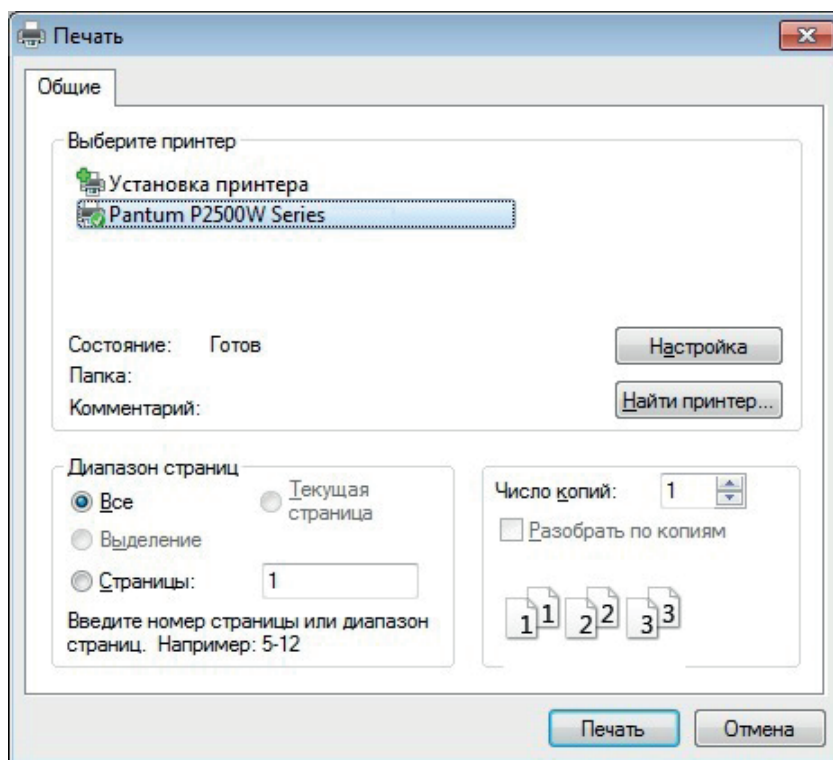 Печать
Общие
Выберите принтер
Установка принтера
Pantum P2500W Series
Состояние: Готов
Папка:
Комментарий:
Настройка
Найти принтер...
Диапазон страниц
Все
Текущая
страница
Выделение
Страницы: 1
Введите номер страницы или диапазон
страниц. Например: 5-12
Число копий: 1
Разобрать по копиям
1 1 2 2 3 3
Печать
Отмена